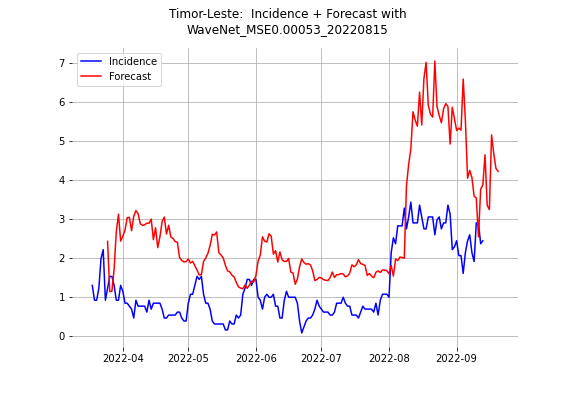 Timor-Leste:  Incidence + Forecast with
WaveNet_MSE0.00053_20220815
Incidence
Forecast
7
6
5
4
3
2
1
0
2022-04 2022-05 2022-06 2022-07 2022-08 2022-09